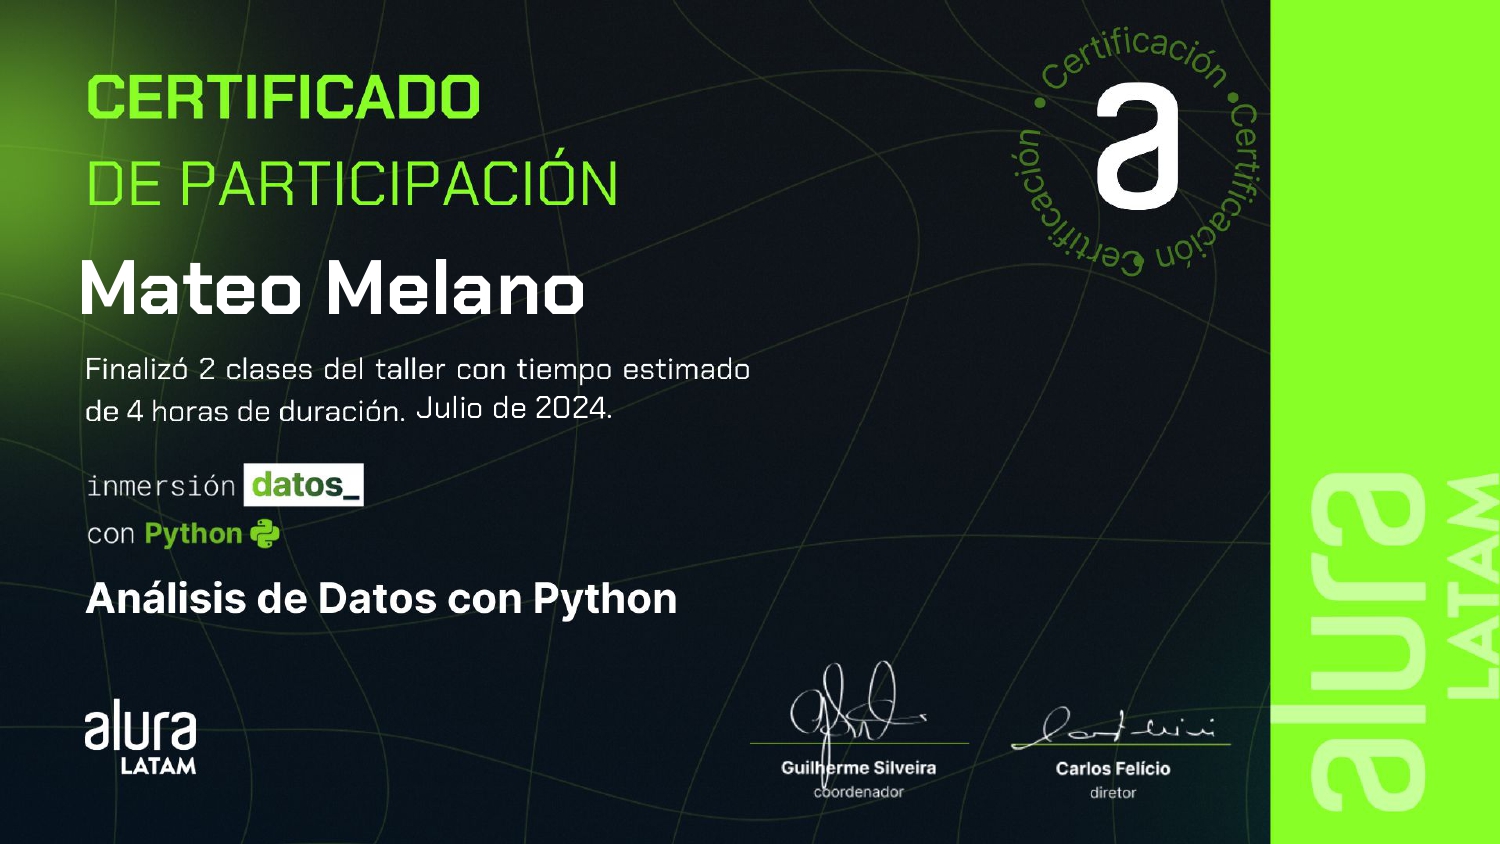 CERTIFICADO
DE PARTICIPACIÓN
Mateo Melano
Finalizó 2 clases del taller con tiempo estimado
de 4 horas de duración. Julio de 2024.
inmersión datos_
con Python
Análisis de Datos con Python
alura
LATAM
Guilherme Silveira
coordenador
Carlos Felício
diretor
• Certificación • Certificación • Certificación
a
alura
LATAM